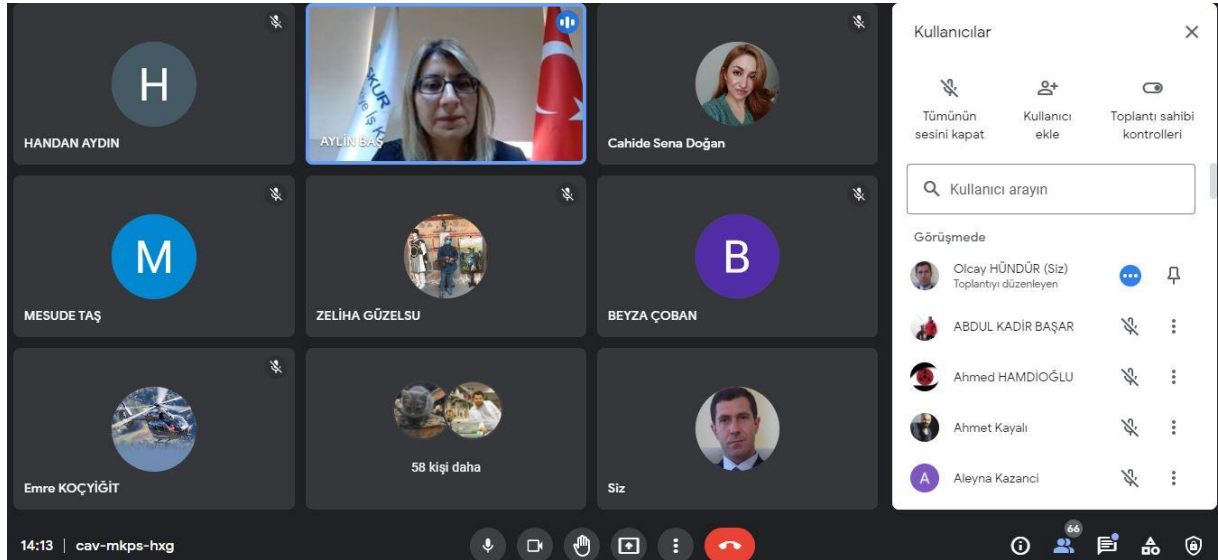 H
HANDAN AYDIN
AYLİN BAŞ
Cahide Sena Doğan
M
MESUDE TAŞ
ZELİHA GÜZELSU
B
BEYZA ÇOBAN
Emre KOÇYİĞİT
58 kişi daha
Siz
Kullanıcılar
Tümünün
sesini kapat
Kullanıcı
ekle
Toplantı sahibi
kontrolleri
Kullanıcı arayın
Görüşmede
Olcay HÜNDÜR (Siz)
Toplantıyı düzenleyen
ABDUL KADİR BAŞAR
Ahmed HAMDİOĞLU
Ahmet Kayalı
A
Aleyna Kazanci
14:13 | cav-mkps-hxg
66